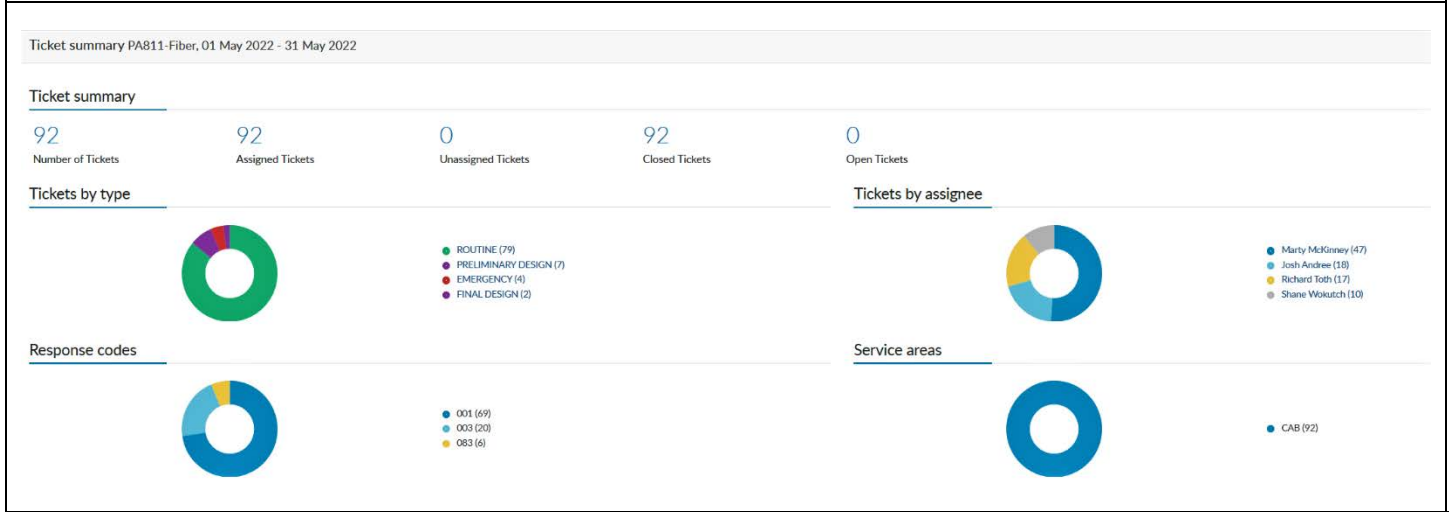 Ticket summary PA811-Fiber, 01 May 2022 - 31 May 2022
Ticket summary
92 92 0 92 0
Number of Tickets Assigned Tickets Unassigned Tickets Closed Tickets Open Tickets
Tickets by type
ROUTINE (79)
PRELIMINARY DESIGN (7)
EMERGENCY (4)
FINAL DESIGN (2)
Tickets by assignee
Marty McKinney (47)
Josh Andree (18)
Richard Toth (17)
Shane Wokutch (10)
Response codes
001 (69)
003 (20)
083 (6)
Service areas
CAB (92)